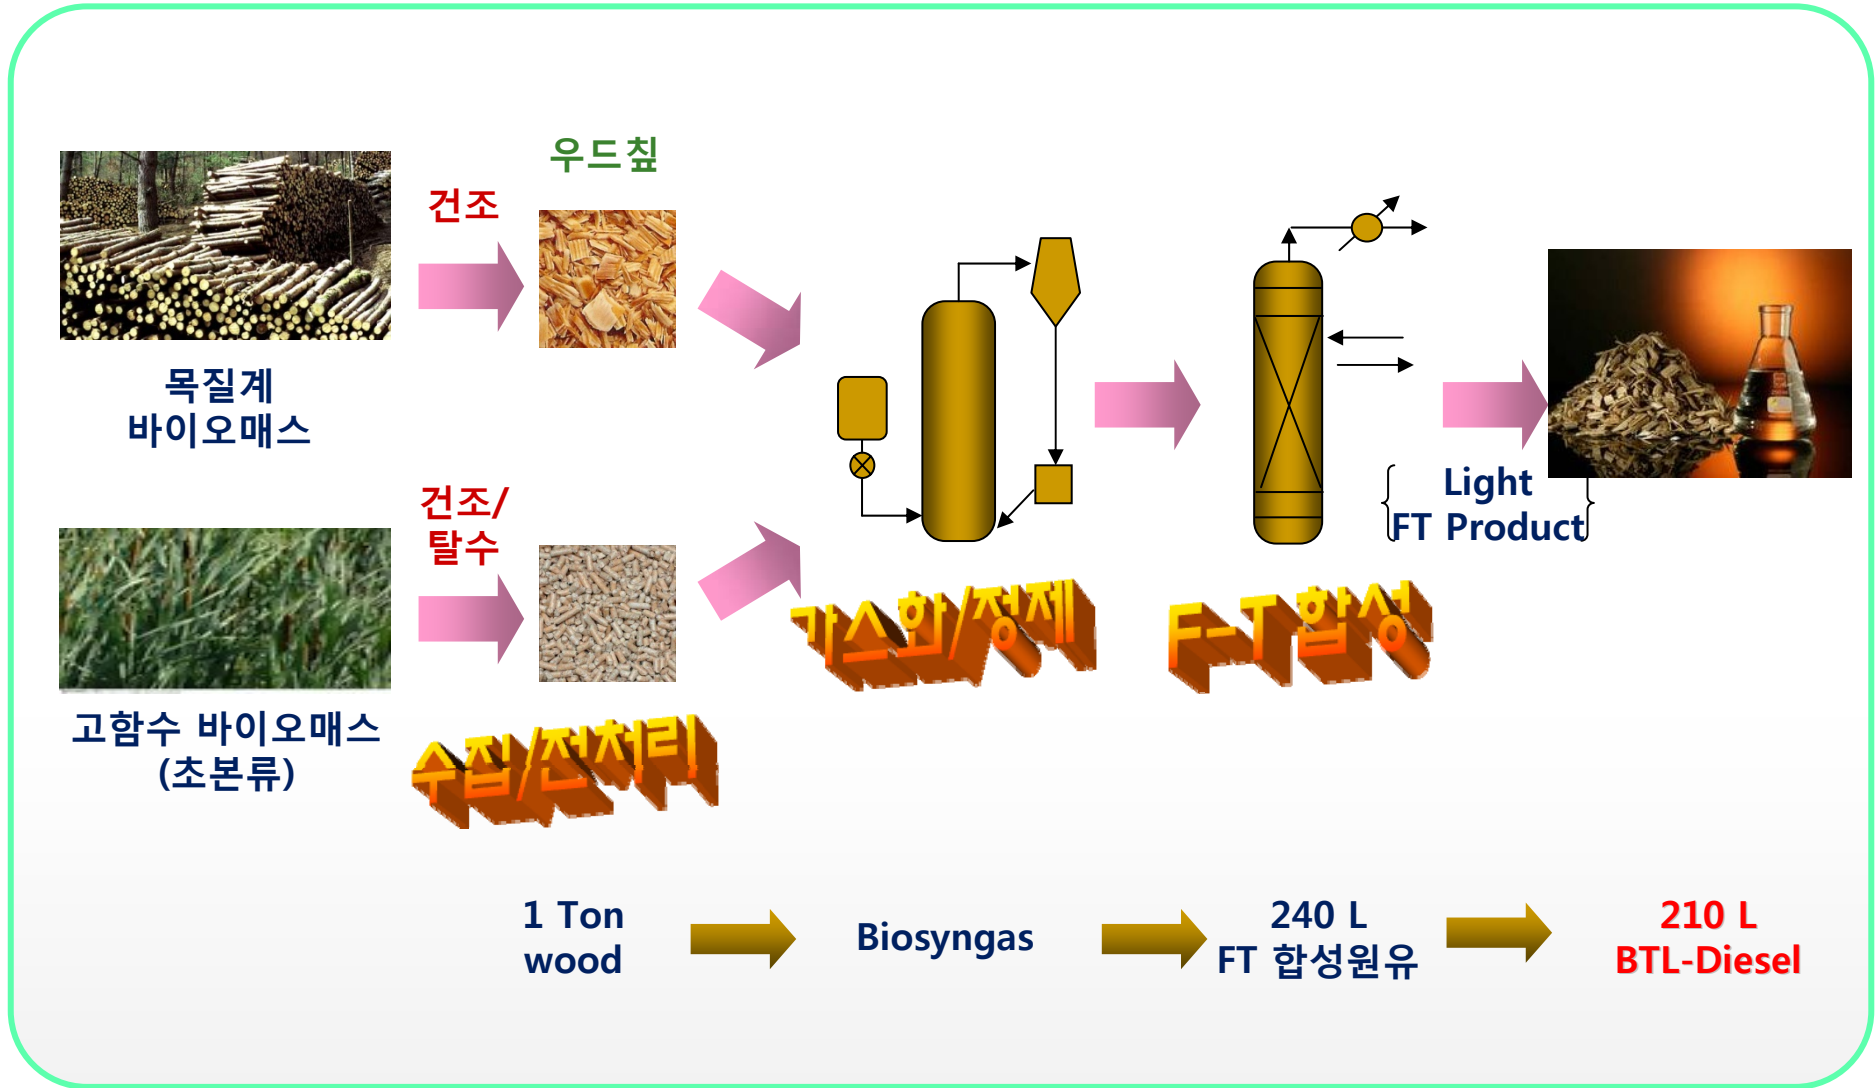 우드칲
건조
목질계
바이오매스
건조/
탈수
고함수 바이오매스
(초본류)
수집/전처리
가스화/정제
F-T 합성
Light
FT Product
1 Ton
wood
Biosyngas
240 L
FT 합성원유
210 L
BTL-Diesel